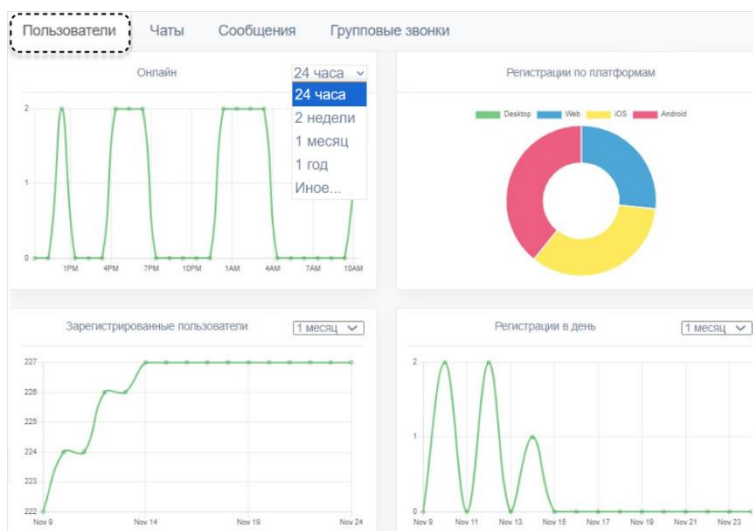 Пользователи Чаты Сообщения Групповые звонки
Онлайн 24 часа
24 часа
2 недели
1 месяц
1 год
Иное...
2
1
0
1PM 4PM 7PM 10PM 1AM 4AM 7AM 10AM
Регистрации по платформам
Desktop Web iOS Android
Зарегистрированные пользователи 1 месяц
227
226
225
224
223
222
Nov 9 Nov 14 Nov 19 Nov 24
Регистрации в день 1 месяц
2
1
0
Nov 9 Nov 11 Nov 13 Nov 15 Nov 17 Nov 19 Nov 21 Nov 23